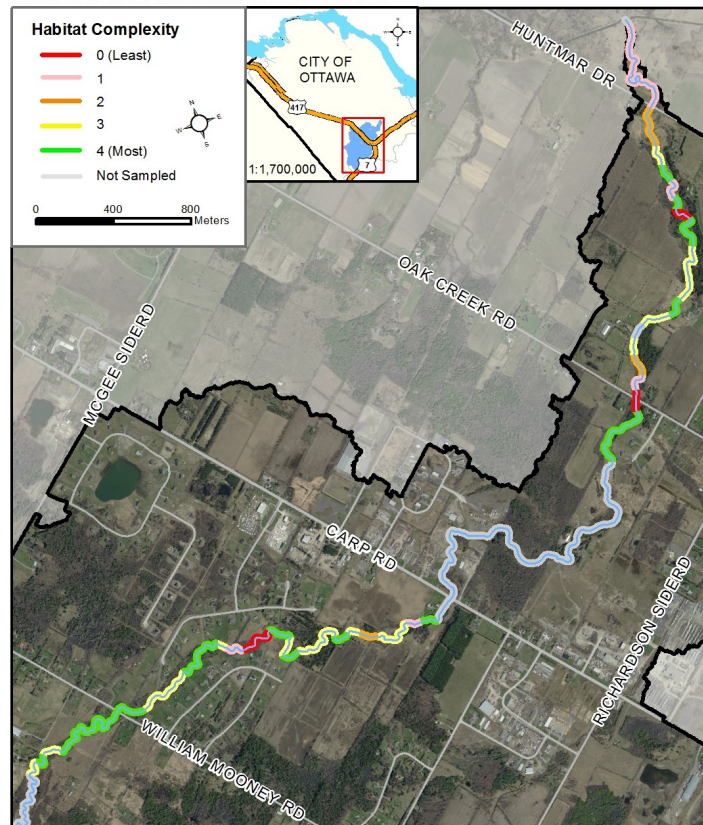 Habitat Complexity
0 (Least)
1
2
3
4 (Most)
Not Sampled
N
W
E
S
0 400 800
Meters
CITY OF
OTTAWA
417
7
1:1,700,000
HUNTMAR DR
OAK CREEK RD
MCGEE SIDERD
CARP RD
RICHARDSON SIDERD
WILLIAM MOONEY RD